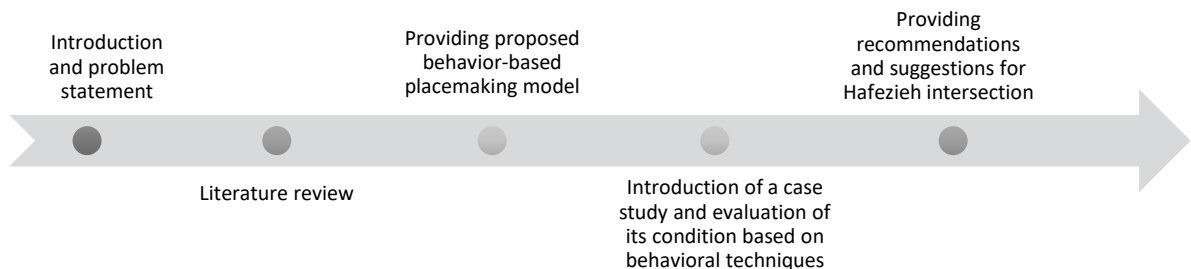 Introduction
and problem
statement
Literature review
Providing proposed
behavior-based
placemaking model
Introduction of a case
study and evaluation of
its condition based on
behavioral techniques
Providing
recommendations
and suggestions for
Hafezieh intersection